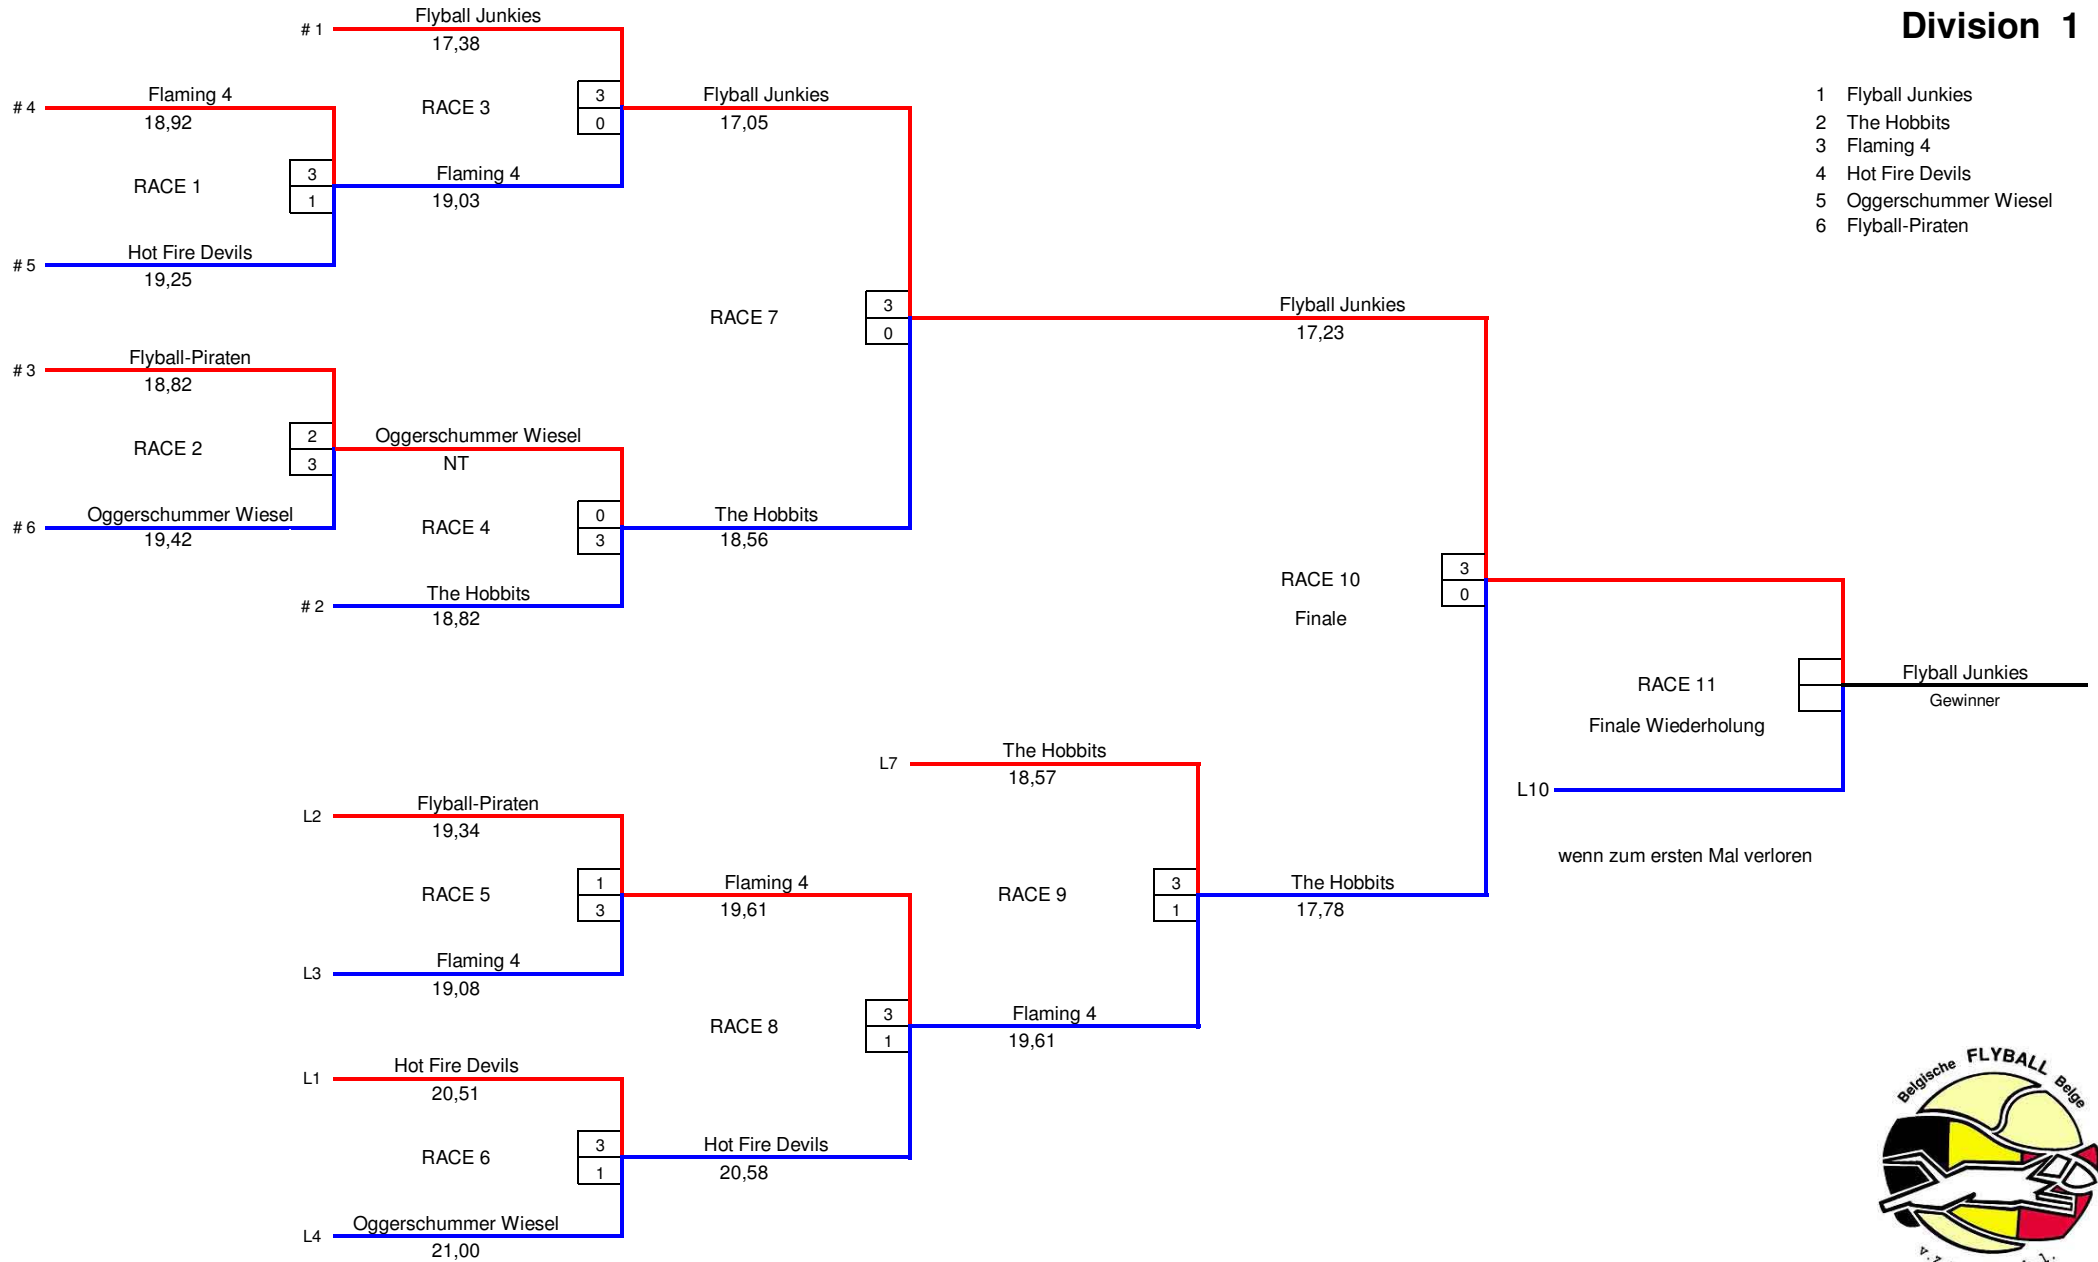 Division 1
1 Flyball Junkies
2 The Hobbits
3 Flaming 4
4 Hot Fire Devils
5 Oggerschummer Wiesel
6 Flyball-Piraten
# 1
Flyball Junkies
17,38
# 4
Flaming 4
18,92
RACE 3
3
0
Flyball Junkies
17,05
RACE 1
3
1
Flaming 4
19,03
# 5
Hot Fire Devils
19,25
RACE 7
3
0
Flyball Junkies
17,23
# 3
Flyball-Piraten
18,82
RACE 2
2
3
Oggerschummer Wiesel
NT
# 6
Oggerschummer Wiesel
19,42
RACE 4
0
3
The Hobbits
18,56
# 2
The Hobbits
18,82
RACE 10
Finale
3
0
RACE 11
Finale Wiederholung
Flyball Junkies
Gewinner
L10
wenn zum ersten Mal verloren
L7
The Hobbits
18,57
L2
Flyball-Piraten
19,34
RACE 5
1
3
Flaming 4
19,61
RACE 9
3
1
The Hobbits
17,78
L3
Flaming 4
19,08
RACE 8
3
1
Flaming 4
19,61
L1
Hot Fire Devils
20,51
RACE 6
3
1
Hot Fire Devils
20,58
L4
Oggerschummer Wiesel
21,00
Belgische FLYBALL Belge